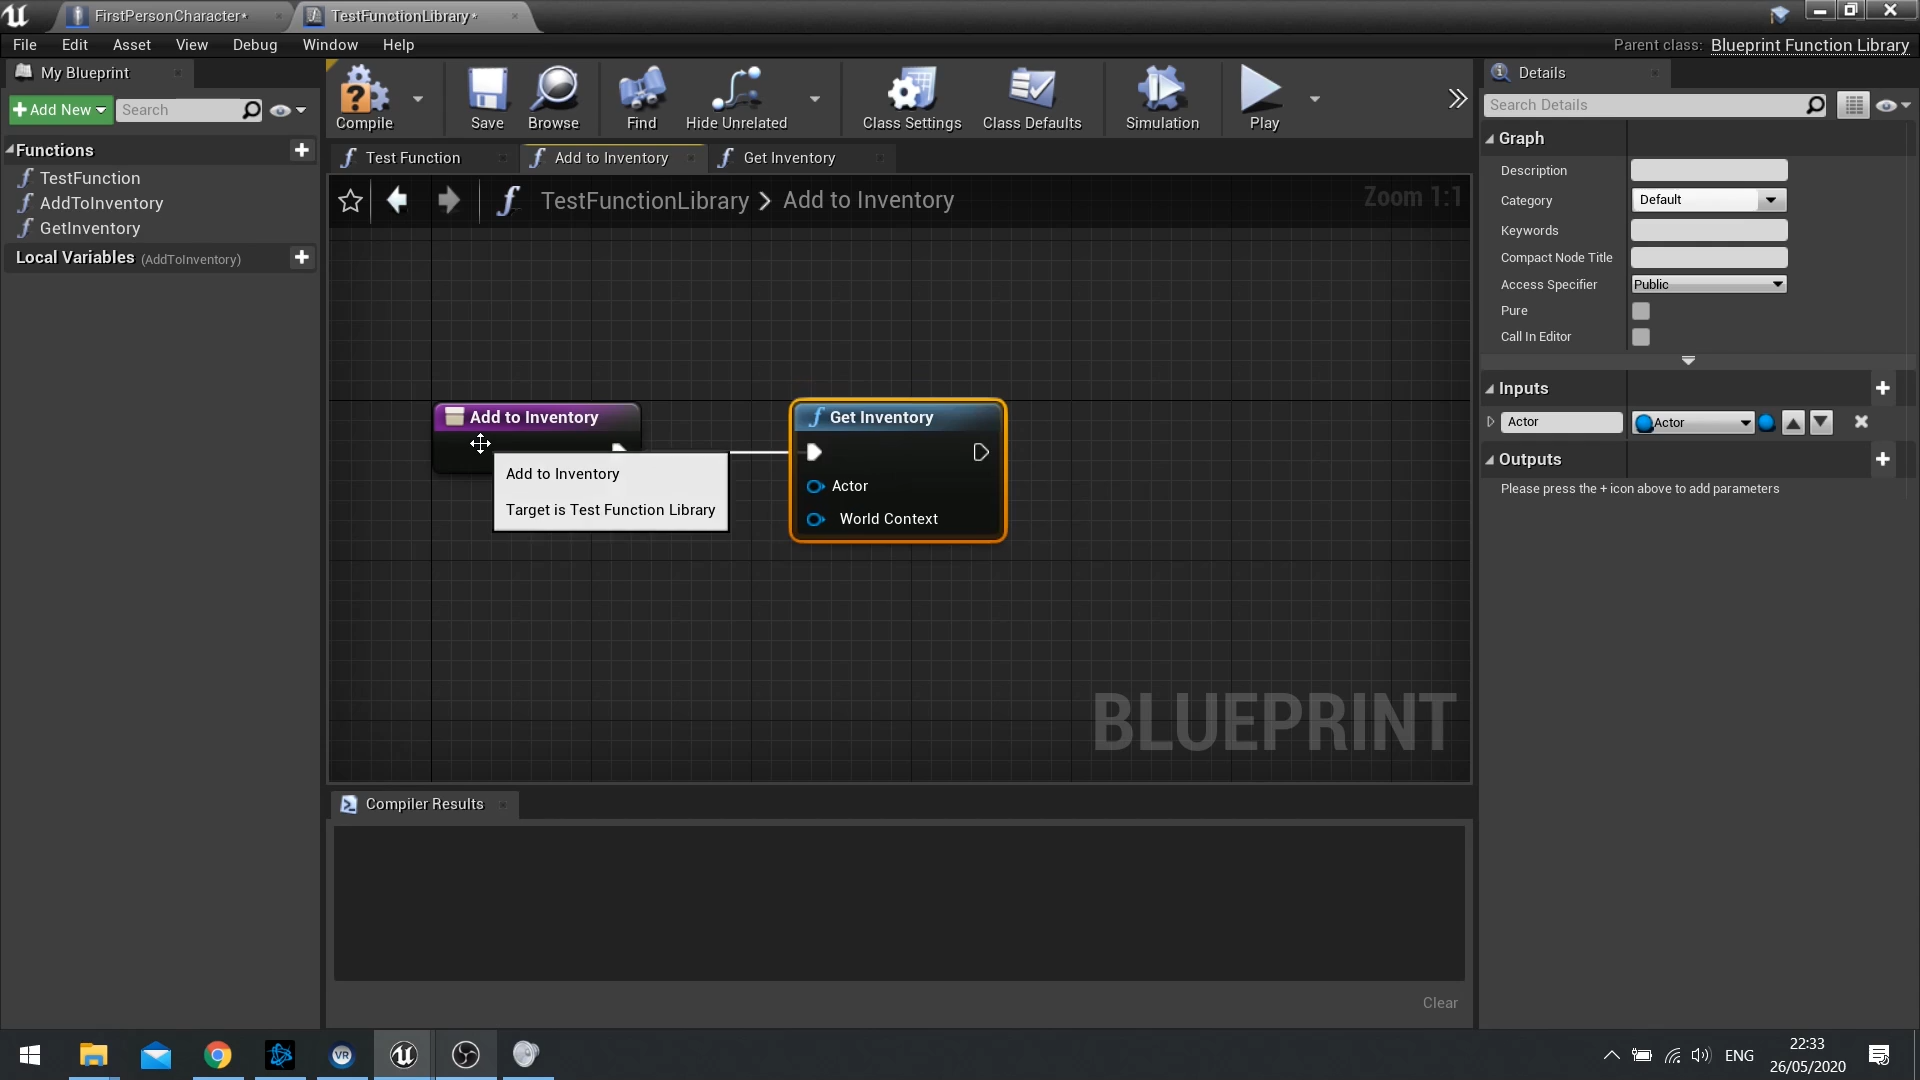 FirstPersonCharacter*
TestFunctionLibrary*
File Edit Asset View Debug Window Help
Parent class: Blueprint Function Library
My Blueprint
Add New
Search
Functions
TestFunction
AddToInventory
GetInventory
Local Variables (AddToInventory)
Compile
Save
Browse
Find
Hide Unrelated
Class Settings
Class Defaults
Simulation
Play
Test Function
Add to Inventory
Get Inventory
TestFunctionLibrary > Add to Inventory
Zoom 1:1
Add to Inventory
Add to Inventory
Target is Test Function Library
Get Inventory
Actor
World Context
BLUEPRINT
Compiler Results
Clear
Details
Search Details
Graph
Description
Category Default
Keywords
Compact Node Title
Access Specifier Public
Pure
Call In Editor
Inputs
Actor Actor
Outputs
Please press the + icon above to add parameters
VR
ENG
22:33
26/05/2020